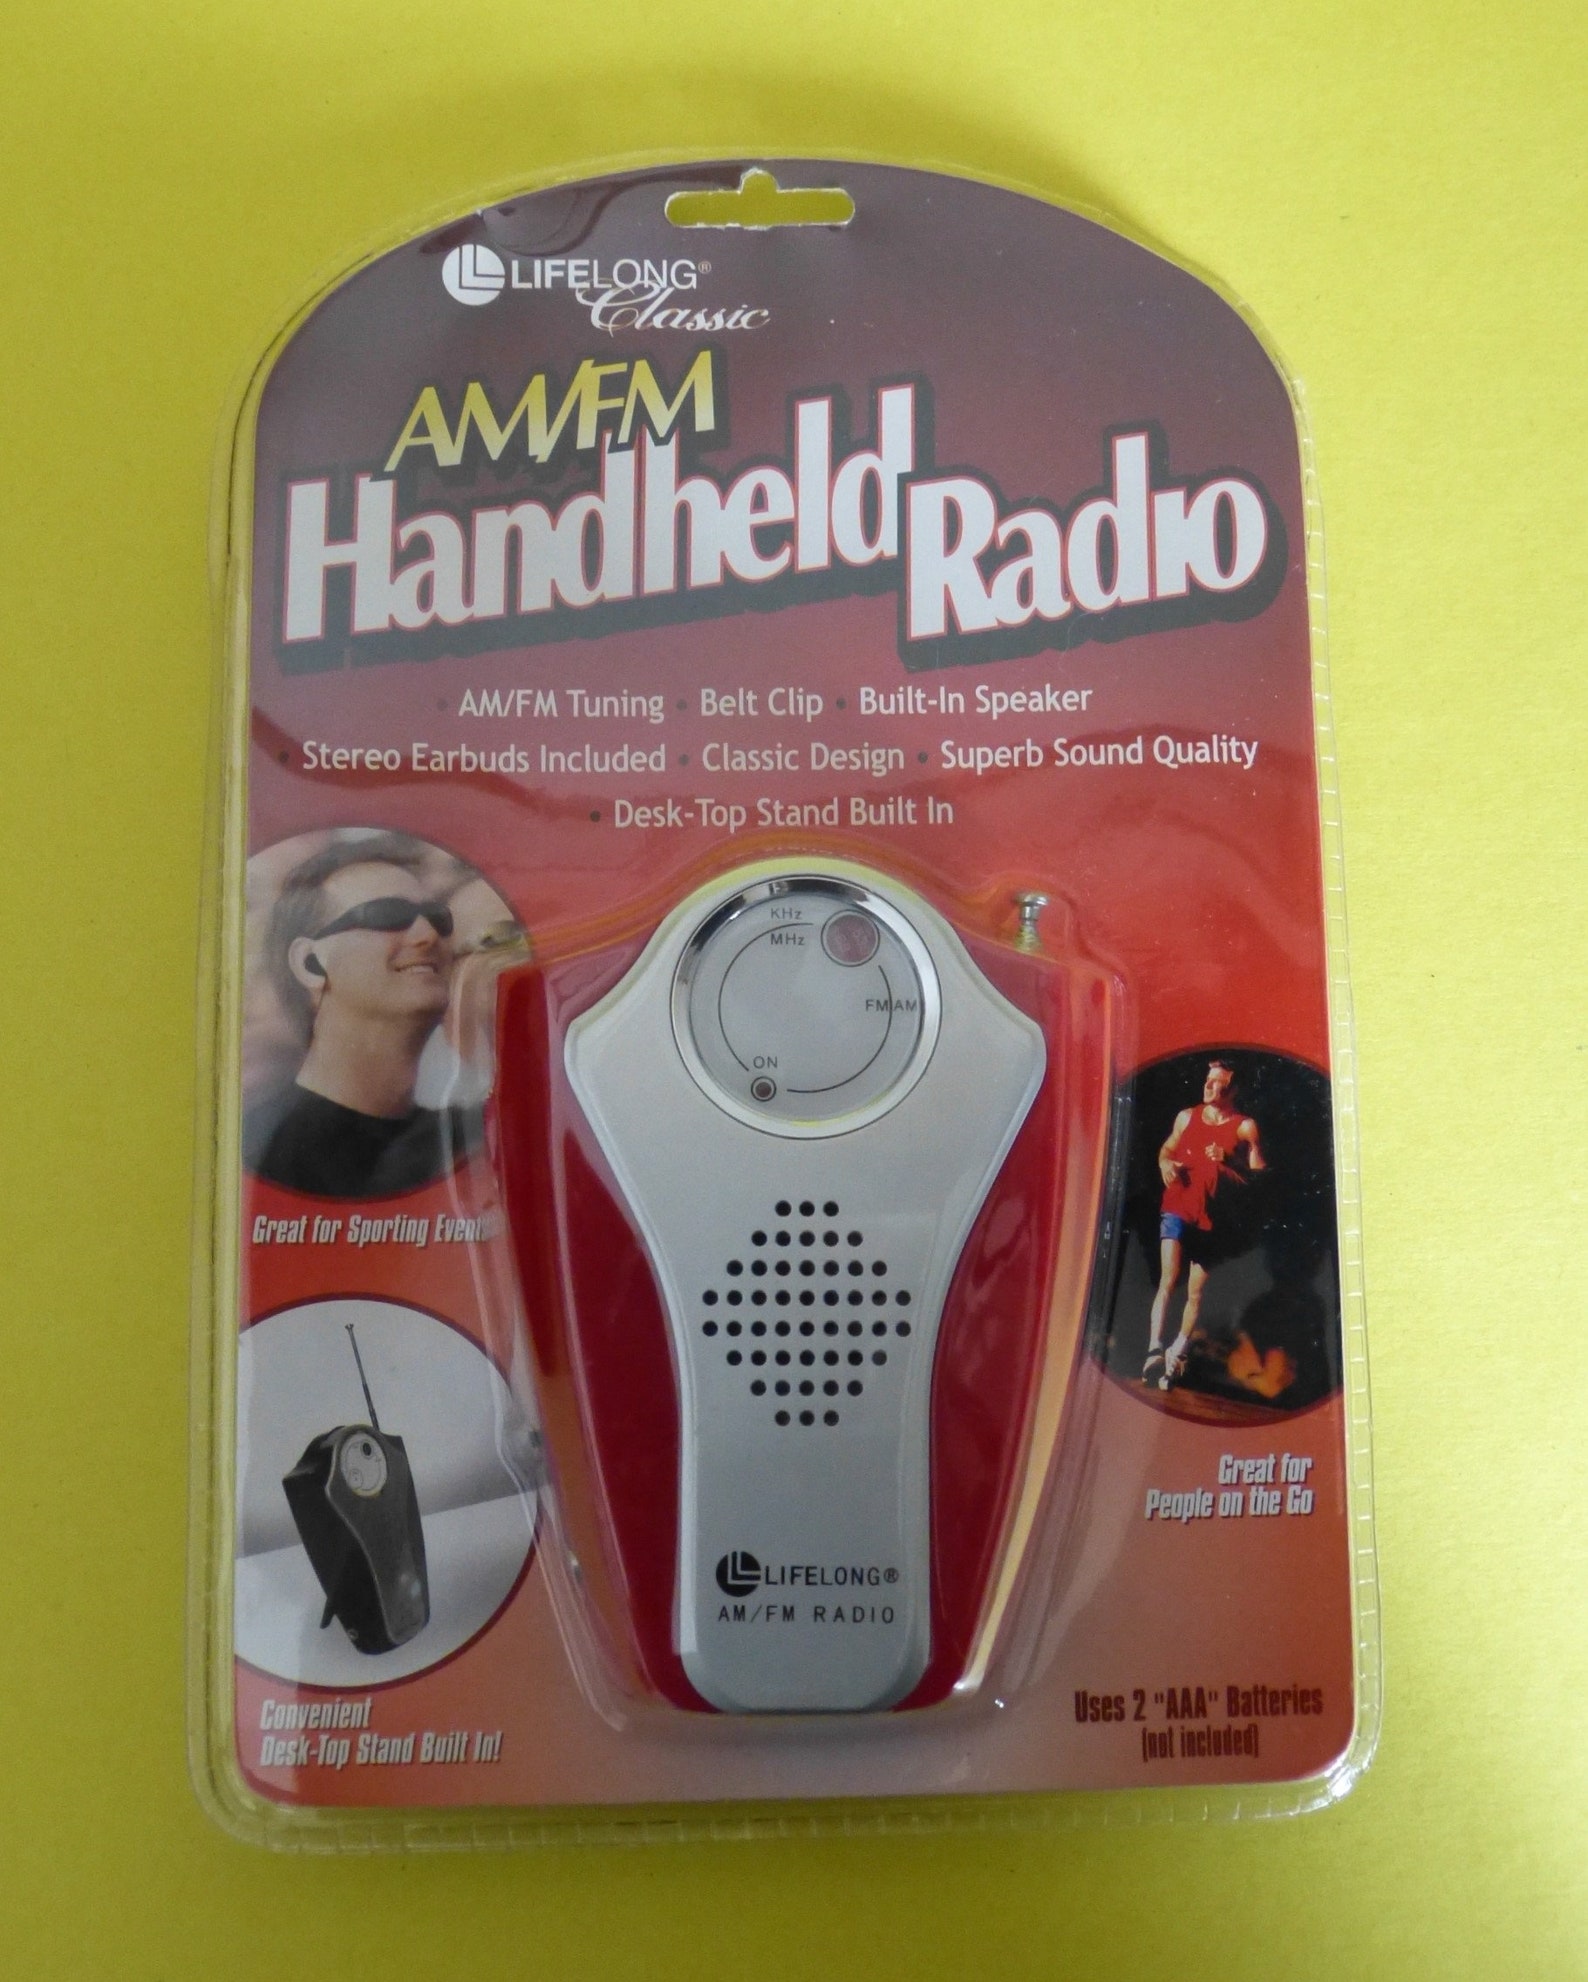 LIFELONG®
Classic
AM/FM
Handheld Radio
• AM/FM Tuning • Belt Clip • Built-In Speaker
• Stereo Earbuds Included • Classic Design • Superb Sound Quality
• Desk-Top Stand Built In
KHz
MHz
FM AM
ON
Great for Sporting Events
Great for
People on the Go
LIFELONG®
AM/FM RADIO
Convenient
Desk-Top Stand Built In!
Uses 2 "AAA" Batteries
(not included)